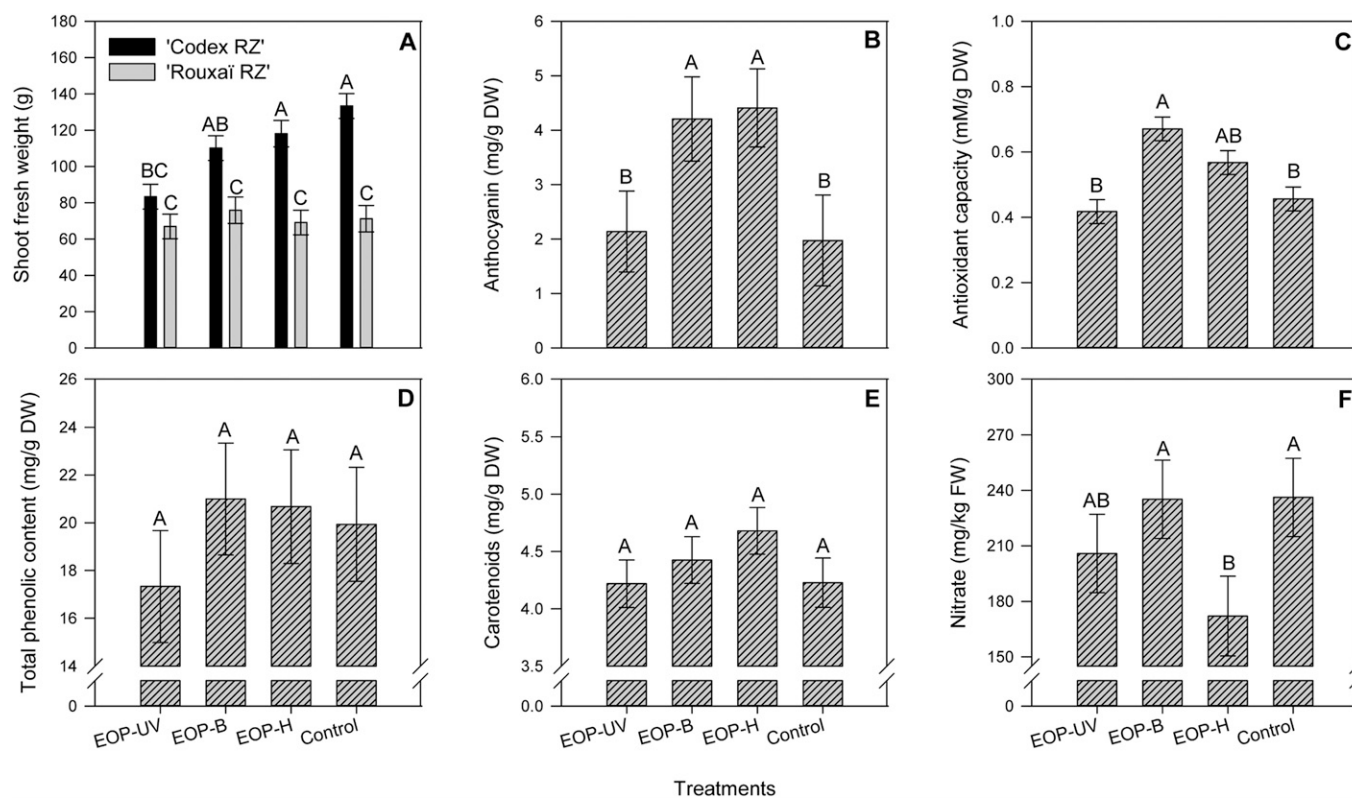 Shoot fresh weight (g)
180
160
140
120
100
80
60
40
20
0
'Codex RZ'
'Rouxaï RZ'
A
BC
C
AB
C
A
C
A
C
Anthocyanin (mg/g DW)
6
5
4
3
2
1
0
B
B
A
A
B
Antioxidant capacity (mM/g DW)
1.0
0.8
0.6
0.4
0.2
0.0
C
B
A
AB
B
Total phenolic content (mg/g DW)
26
24
22
20
18
16
14
0
D
A
A
A
A
EOP-UV
EOP-B
EOP-H
Control
Carotenoids (mg/g DW)
6.0
5.5
5.0
4.5
4.0
3.5
0.0
E
A
A
A
A
EOP-UV
EOP-B
EOP-H
Control
Nitrate (mg/kg FW)
300
270
240
210
180
150
0
F
AB
A
B
A
EOP-UV
EOP-B
EOP-H
Control
Treatments